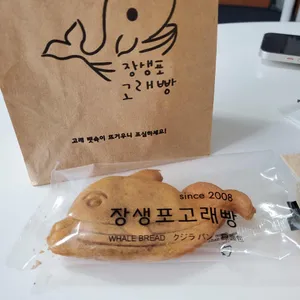 장생포
고래빵
고래 뱃속이 뜨거우니 조심하세요!
since 2008
장생포고래빵
WHALE BREAD クジラ パン